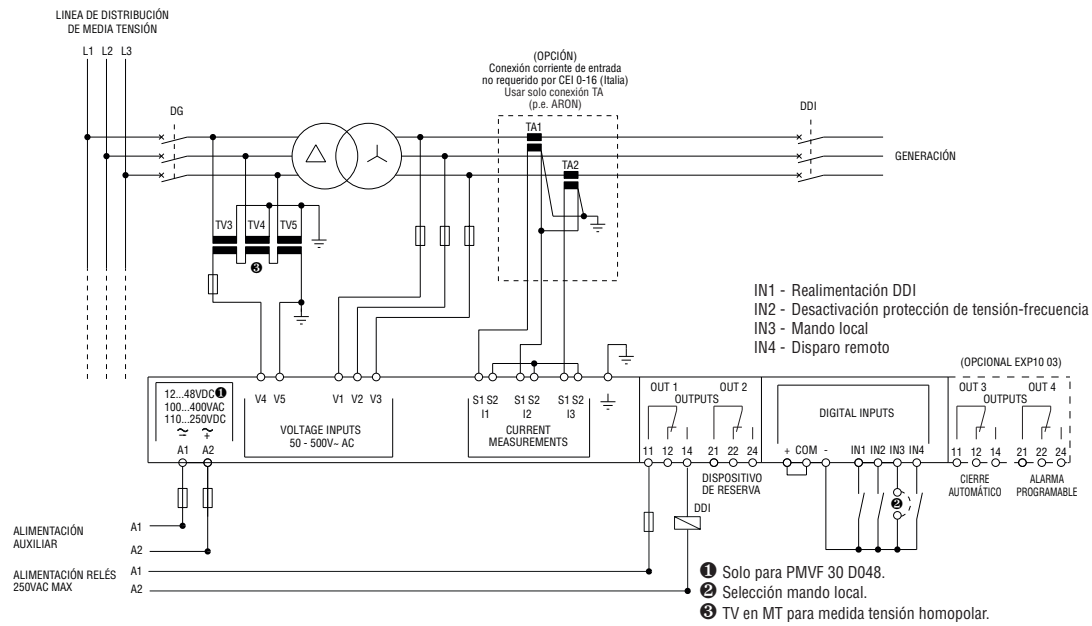 LINEA DE DISTRIBUCIÓN
DE MEDIA TENSIÓN
L1 L2 L3
DG
(OPCIÓN)
Conexión corriente de entrada
no requerido por CEI 0-16 (Italia)
Usar solo conexión TA
(p.e. ARON)
TA1
TA2
DDI
GENERACIÓN
TV3 TV4 TV5
❸
IN1 - Realimentación DDI
IN2 - Desactivación protección de tensión-frecuencia
IN3 - Mando local
IN4 - Disparo remoto
(OPCIONAL EXP10 03)
12...48VDC❶
100...400VAC
110...250VDC
~ ~
- +
A1 A2
V4 V5 V1 V2 V3
VOLTAGE INPUTS
50 - 500V~ AC
S1 S2 S1 S2 S1 S2
I1 I2 I3
CURRENT
MEASUREMENTS
OUT 1 OUT 2
OUTPUTS
11 12 14 21 22 24
DISPOSITIVO
DE RESERVA
DIGITAL INPUTS
+ COM - IN1 IN2 IN3 IN4
❷
OUT 3 OUT 4
OUTPUTS
11 12 14 21 22 24
CIERRE
AUTOMÁTICO
ALARMA
PROGRAMABLE
DDI
ALIMENTACIÓN
AUXILIAR
A1
A2
ALIMENTACIÓN RELÉS
250VAC MAX
A1
A2
❶ Solo para PMVF 30 D048.
❷ Selección mando local.
❸ TV en MT para medida tensión homopolar.